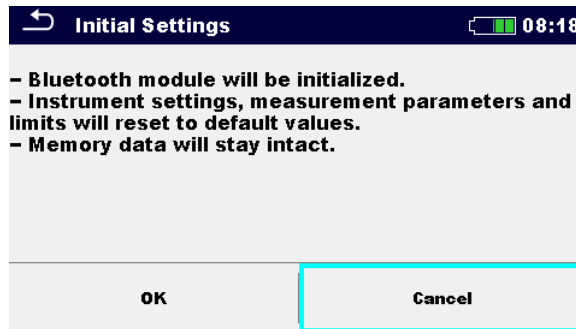 Initial Settings 08:18
– Bluetooth module will be initialized.
– Instrument settings, measurement parameters and
limits will reset to default values.
– Memory data will stay intact.
OK Cancel